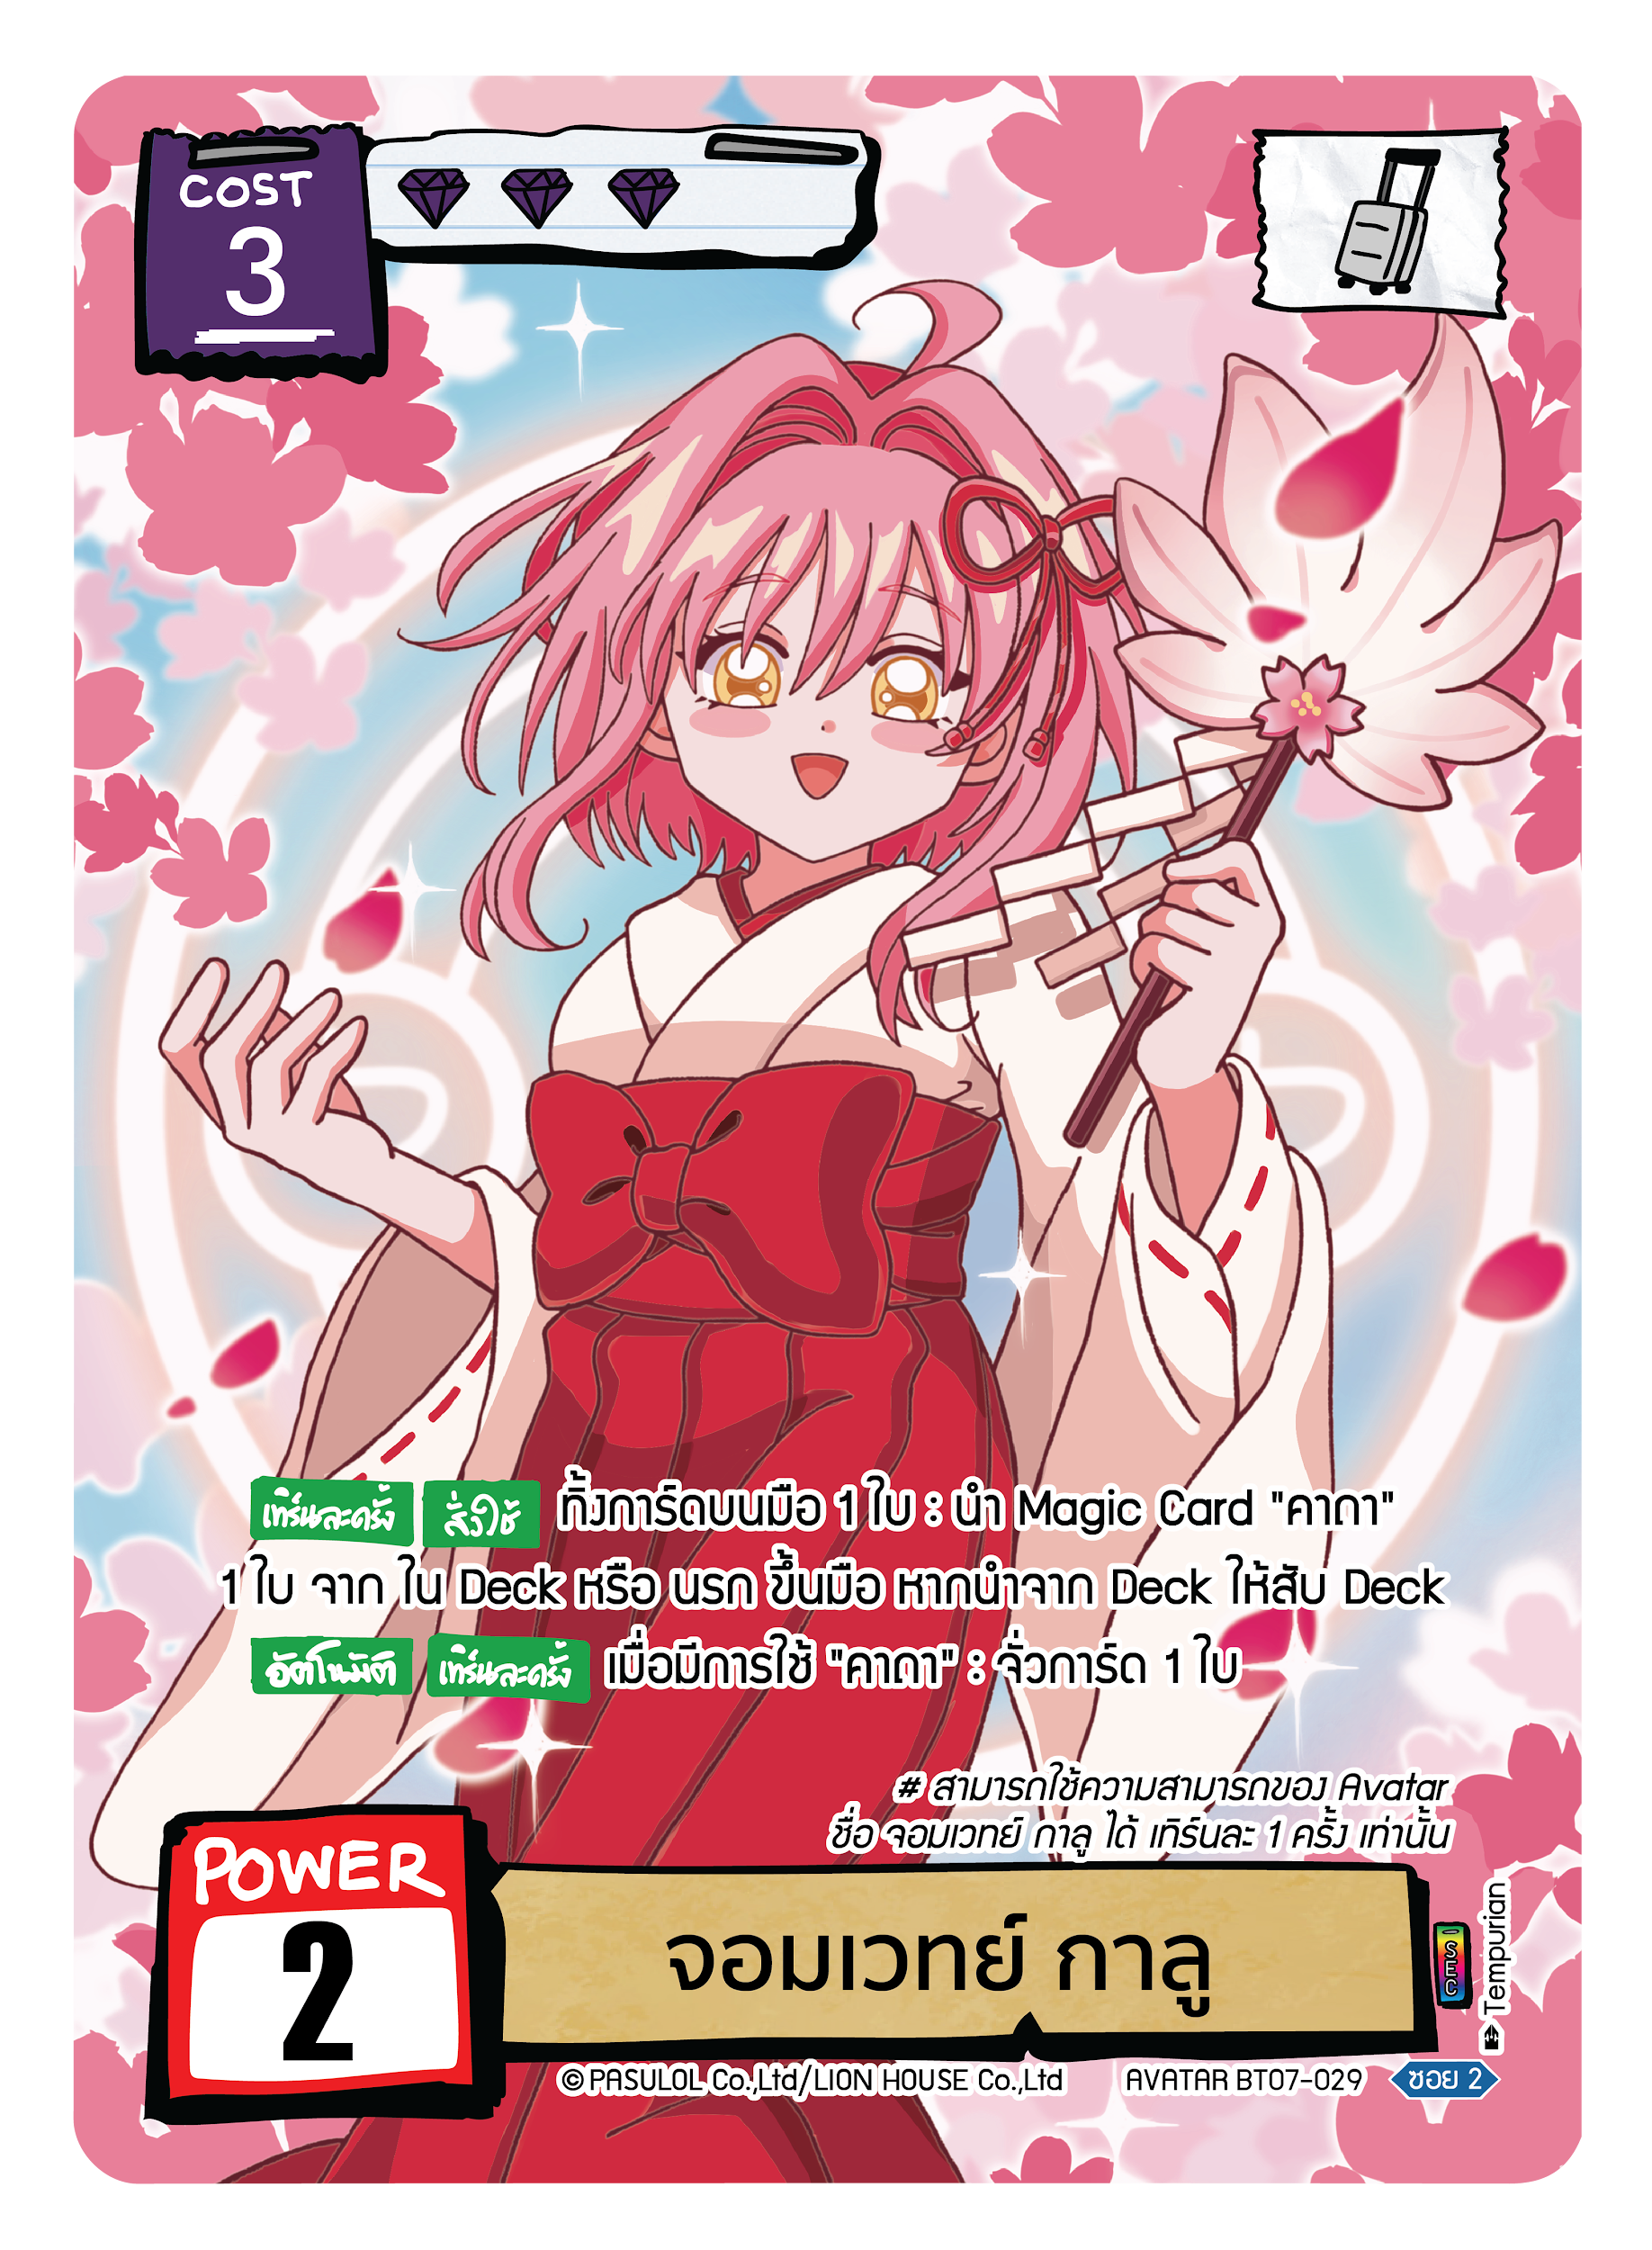 COST
3
เทิร์นละครั้ง สั่งใช้ ทิ้งการ์ดบนมือ 1 ใบ : นำ Magic Card "คาถา"
1 ใบ จาก ใน Deck หรือ นรก ขึ้นมือ หากนำจาก Deck ให้สับ Deck
อัตโนมัติ เทิร์นละครั้ง เมื่อมีการใช้ "คาถา" : จั่วการ์ด 1 ใบ
# สามารถใช้ความสามารถของ Avatar
ชื่อ จอมเวทย์ กาลู ได้ เทิร์นละ 1 ครั้ง เท่านั้น
POWER
2
จอมเวทย์ กาลู
SEC
Tempurian
©PASULOL Co.,Ltd/LION HOUSE Co.,Ltd AVATAR BT07-029 ซอย 2